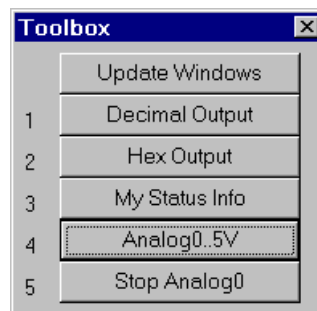 Toolbox
Update Windows
1 Decimal Output
2 Hex Output
3 My Status Info
4 Analog0..5V
5 Stop Analog0